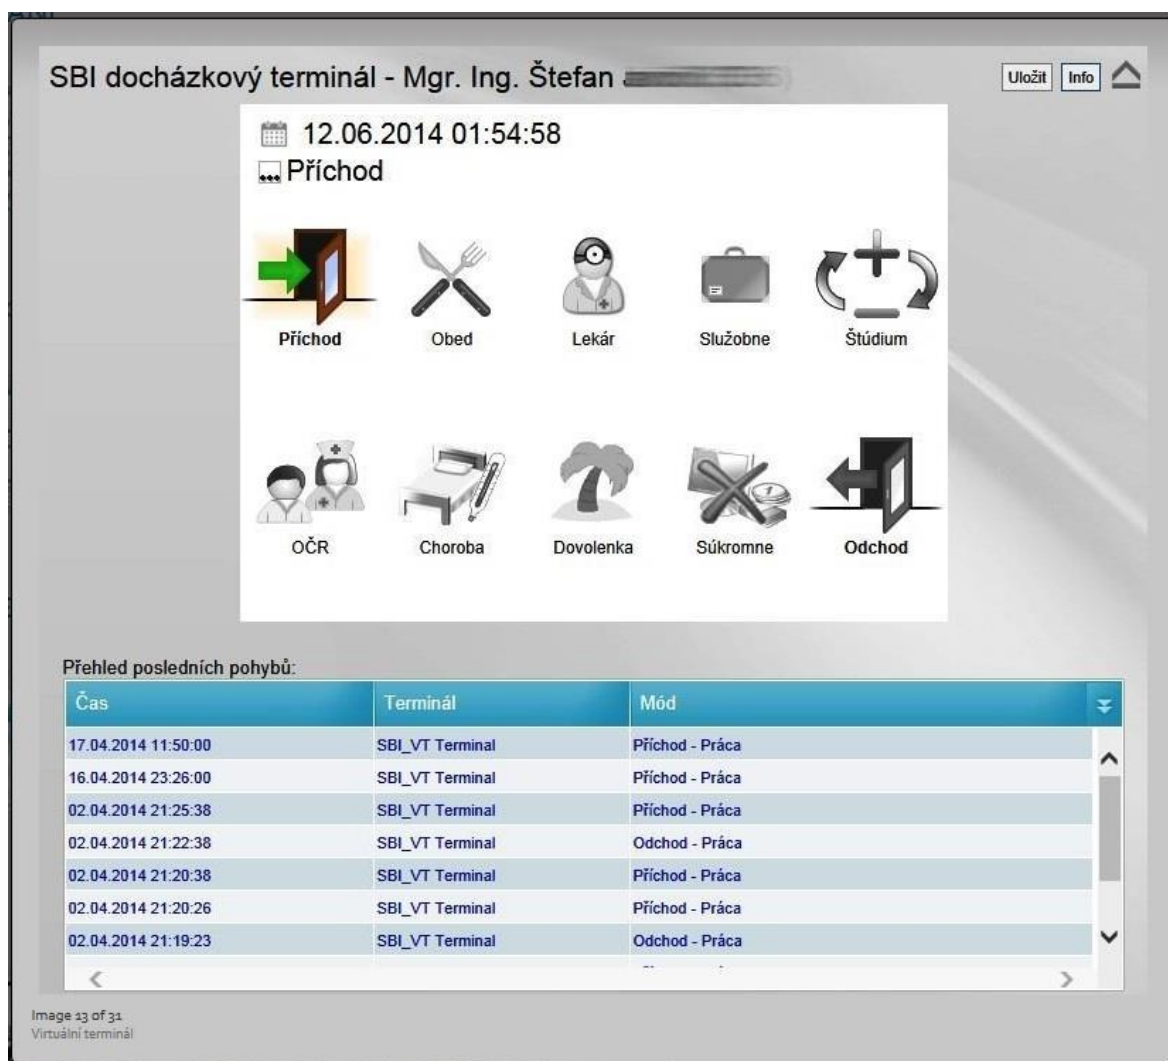 SBI docházkový terminál - Mgr. Ing. Štefan
Uložit Info
12.06.2014 01:54:58
Příchod
Příchod Obed Lekár Služobne Štúdium
OČR Choroba Dovolenka Súkromne Odchod
Přehled posledních pohybů:
Čas Terminál Mód
17.04.2014 11:50:00 SBI_VT Terminal Příchod - Práca
16.04.2014 23:26:00 SBI_VT Terminal Příchod - Práca
02.04.2014 21:25:38 SBI_VT Terminal Příchod - Práca
02.04.2014 21:22:38 SBI_VT Terminal Odchod - Práca
02.04.2014 21:20:38 SBI_VT Terminal Příchod - Práca
02.04.2014 21:20:26 SBI_VT Terminal Příchod - Práca
02.04.2014 21:19:23 SBI_VT Terminal Odchod - Práca
Image 13 of 31
Virtuální terminál